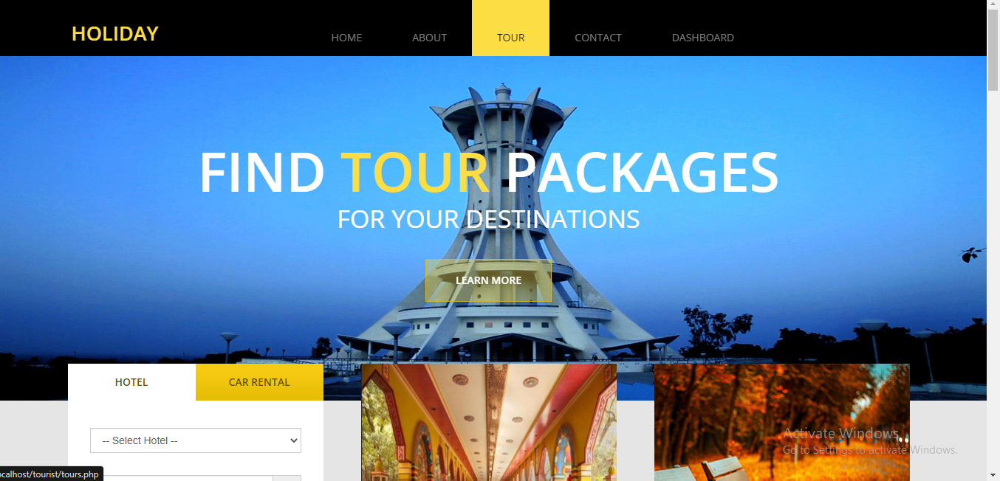 HOLIDAY
HOME ABOUT TOUR CONTACT DASHBOARD
FIND TOUR PACKAGES
FOR YOUR DESTINATIONS
LEARN MORE
HOTEL CAR RENTAL
-- Select Hotel --
Activate Windows
Go to Settings to activate Windows.
ocalhost/tourist/tours.php